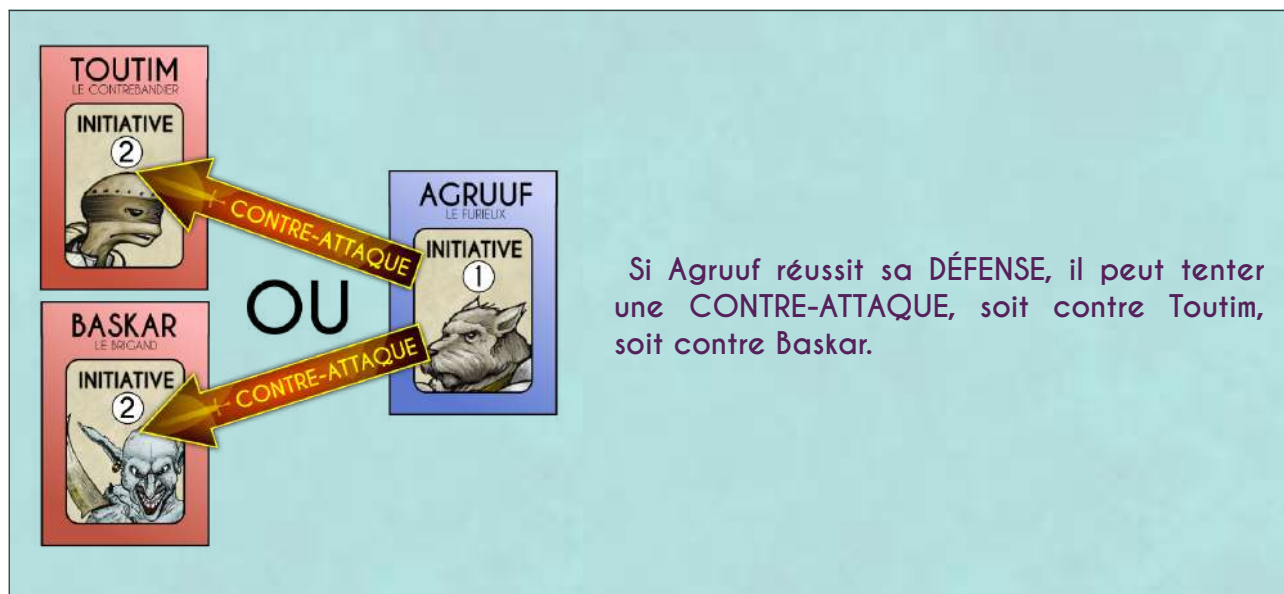 TOUTIM
LE CONTREBANDIER
INITIATIVE
2
CONTRE-ATTAQUE
BASKAR
LE BRIGAND
INITIATIVE
2
CONTRE-ATTAQUE
OU
AGRUUF
LE FURIEUX
INITIATIVE
1
Si Agruuf réussit sa DÉFENSE, il peut tenter
une CONTRE-ATTAQUE, soit contre Toutim,
soit contre Baskar.